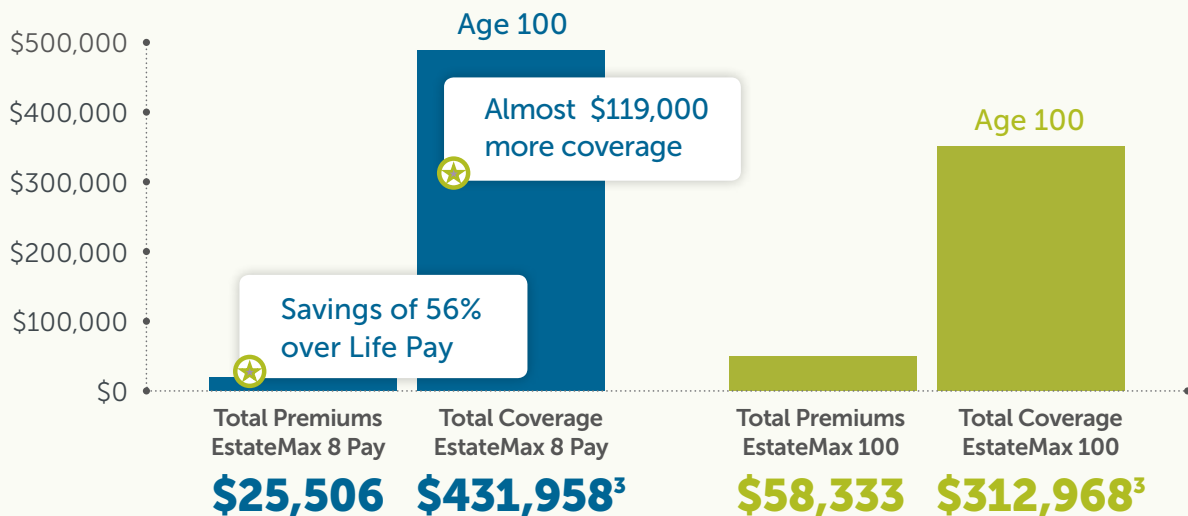 $500,000
$400,000
$300,000
$200,000
$100,000
$0
Age 100
Almost $119,000
more coverage
Savings of 56%
over Life Pay
Age 100
Total Premiums
EstateMax 8 Pay
$25,506
Total Coverage
EstateMax 8 Pay
$431,958³
Total Premiums
EstateMax 100
$58,333
Total Coverage
EstateMax 100
$312,968³